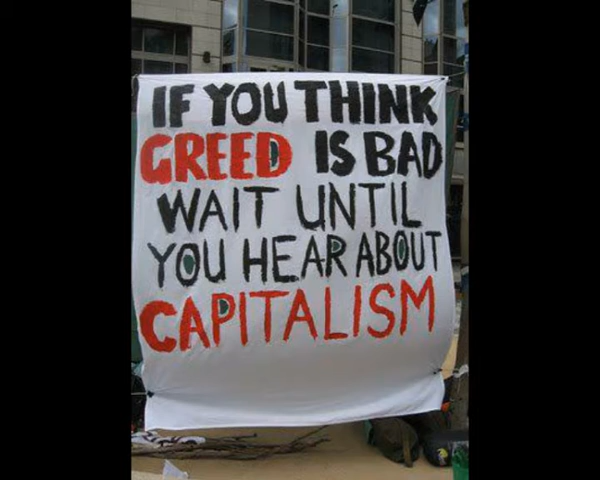 IF YOU THINK
GREED IS BAD
WAIT UNTIL
YOU HEAR ABOUT
CAPITALISM